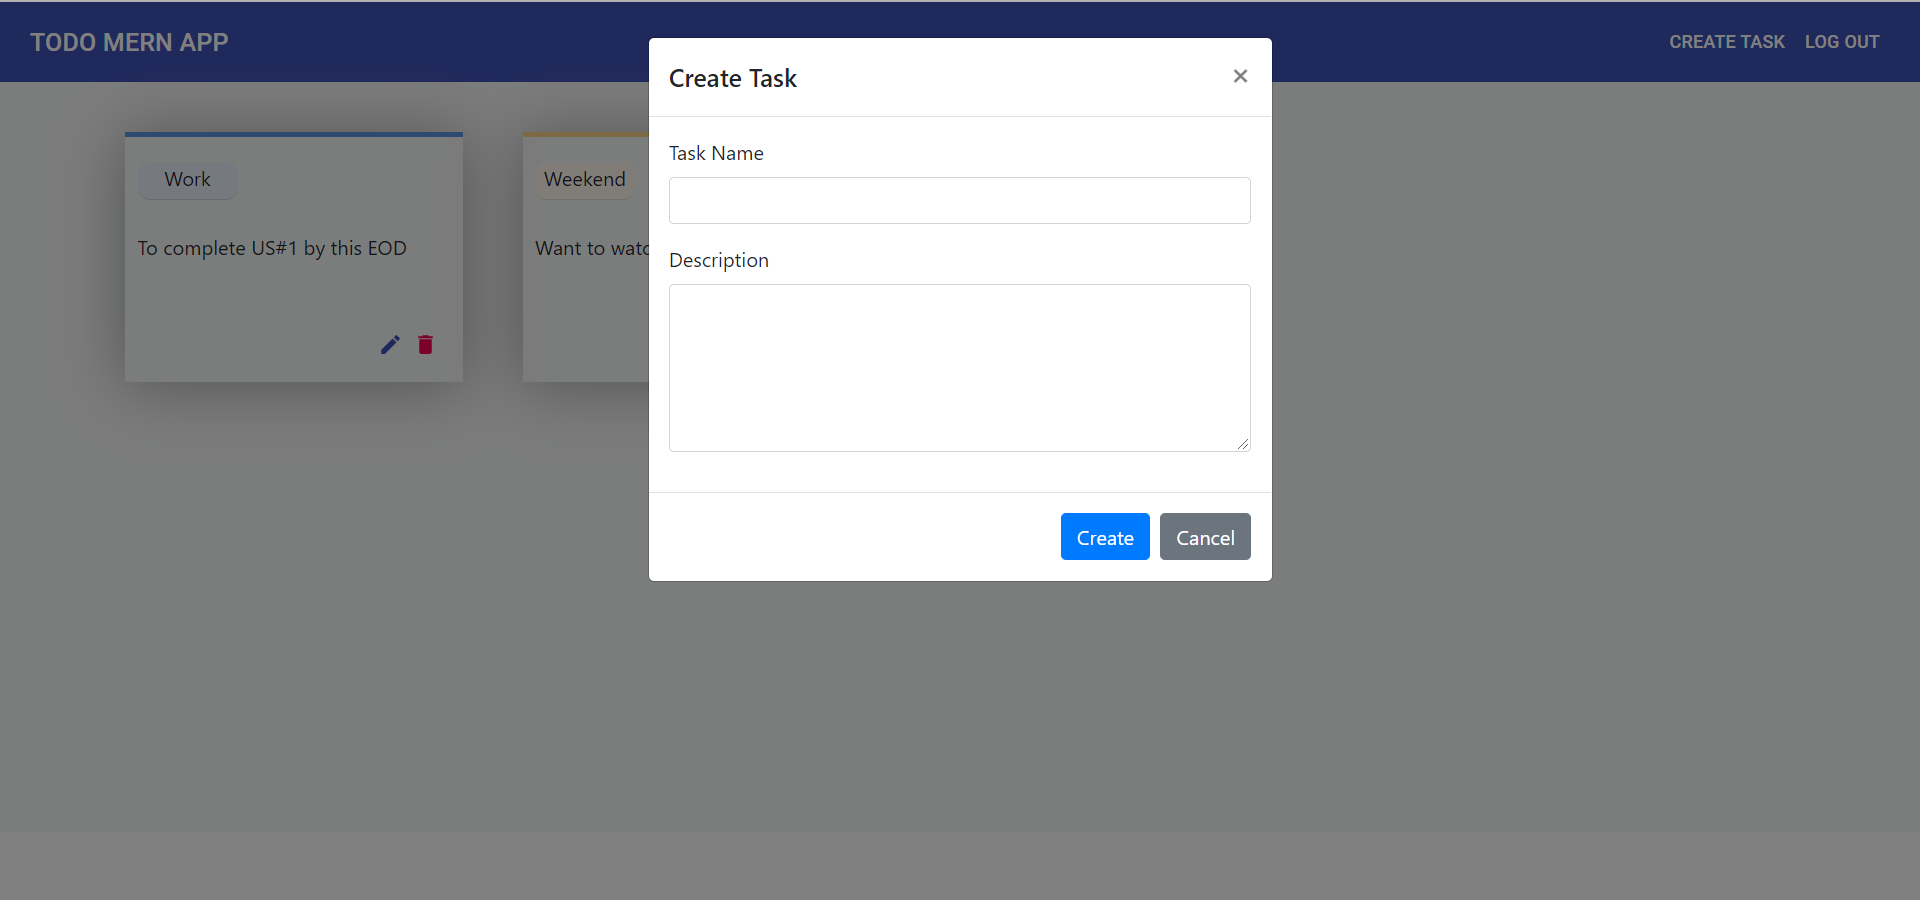 TODO MERN APP
CREATE TASK
LOG OUT
Create Task
×
Task Name
Description
Create
Cancel
Work
To complete US#1 by this EOD
Weekend
Want to